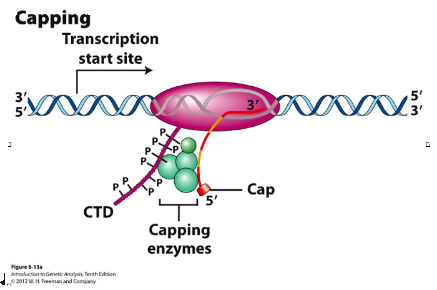 Capping
Transcription
start site
3′
5′
3′
5′
3′
P
P
P
P
P
P
P
P
P
P
CTD
5′
Cap
Capping
enzymes
Figure 8-13a
Introduction to Genetic Analysis, Tenth Edition
© 2012 W. H. Freeman and Company